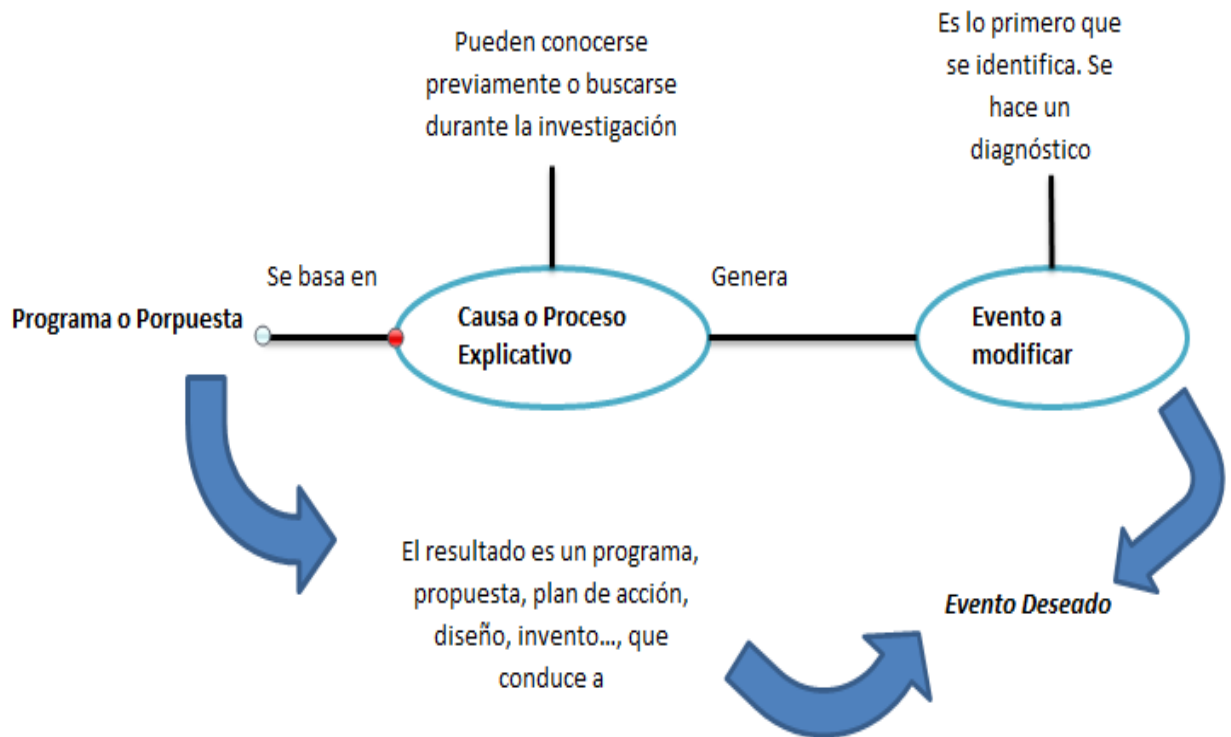 Pueden conocerse
previamente o buscarse
durante la investigación
Es lo primero que
se identifica. Se
hace un
diagnóstico
Se basa en
Genera
Programa o Porpuesta
Causa o Proceso
Explicativo
Evento a
modificar
El resultado es un programa,
propuesta, plan de acción,
diseño, invento..., que
conduce a
Evento Deseado